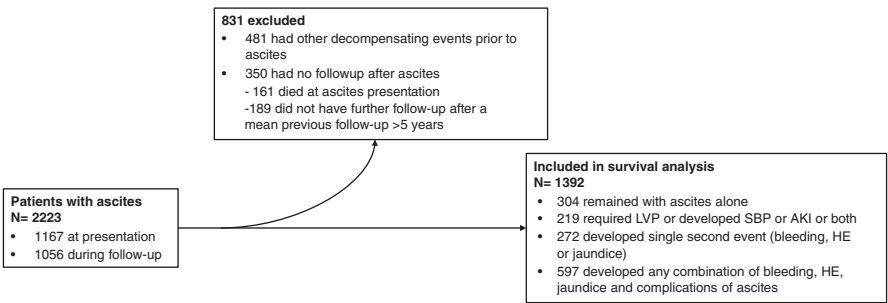 831 excluded
• 481 had other decompensating events prior to
ascites
• 350 had no followup after ascites
- 161 died at ascites presentation
-189 did not have further follow-up after a
mean previous follow-up >5 years
Patients with ascites
N= 2223
• 1167 at presentation
• 1056 during follow-up
Included in survival analysis
N= 1392
• 304 remained with ascites alone
• 219 required LVP or developed SBP or AKI or both
• 272 developed single second event (bleeding, HE
or jaundice)
• 597 developed any combination of bleeding, HE,
jaundice and complications of ascites